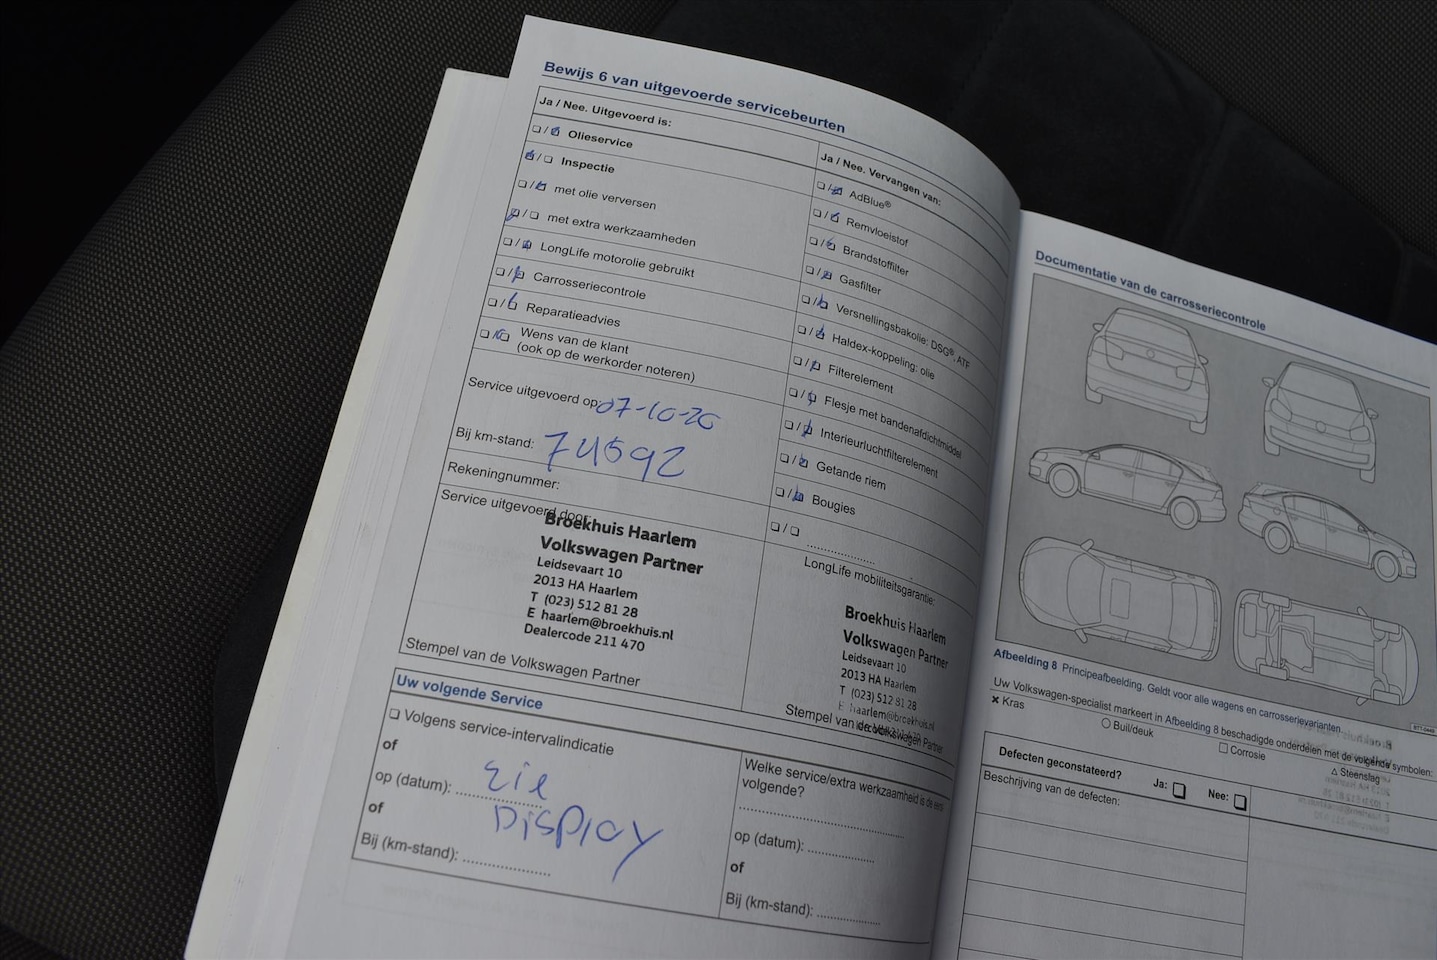 Bewijs 6 van uitgevoerde servicebeurten
Ja / Nee. Uitgevoerd is:
Olieservice
Inspectie
met olie verversen
met extra werkzaamheden
LongLife motorolie gebruikt
Carrosseriecontrole
Reparatieadvies
Wens van de klant
(ook op de werkorder noteren)
Service uitgevoerd op: 07-10-20
Bij km-stand: 74592
Rekeningnummer:
Service uitgevoerd door:
Broekhuis Haarlem
Volkswagen Partner
Leidsevaart 10
2013 HA Haarlem
T (023) 512 81 28
E haarlem@broekhuis.nl
Dealercode 211 470
Stempel van de Volkswagen Partner
Ja / Nee. Vervangen van:
AdBlue®
Remvloeistof
Brandstoffilter
Gasfilter
Versnellingsbakolie: DSG®, ATF
Haldex-koppeling: olie
Filterelement
Flesje met bandenafdichtmiddel
Interieurluchtfilterelement
Getande riem
Bougies
LongLife mobiliteitsgarantie:
Broekhuis Haarlem
Volkswagen Partner
Leidsevaart 10
2013 HA Haarlem
T (023) 512 81 28
E haarlem@broekhuis.nl
Stempel van de Volkswagen Partner
Uw volgende Service
Volgens service-intervalindicatie
of
op (datum): zie
Display
of
Bij (km-stand):
Welke service/extra werkzaamheid is de eerst
volgende?
op (datum):
of
Bij (km-stand):
Documentatie van de carrosseriecontrole
Afbeelding 8 Principeafbeelding. Geldt voor alle wagens en carrosserievarianten.
Uw Volkswagen-specialist markeert in Afbeelding 8 beschadigde onderdelen met de volgende symbolen:
Kras
Buil/deuk
Corrosie
Steenslag
Defecten geconstateerd? Ja: Nee:
Beschrijving van de defecten: